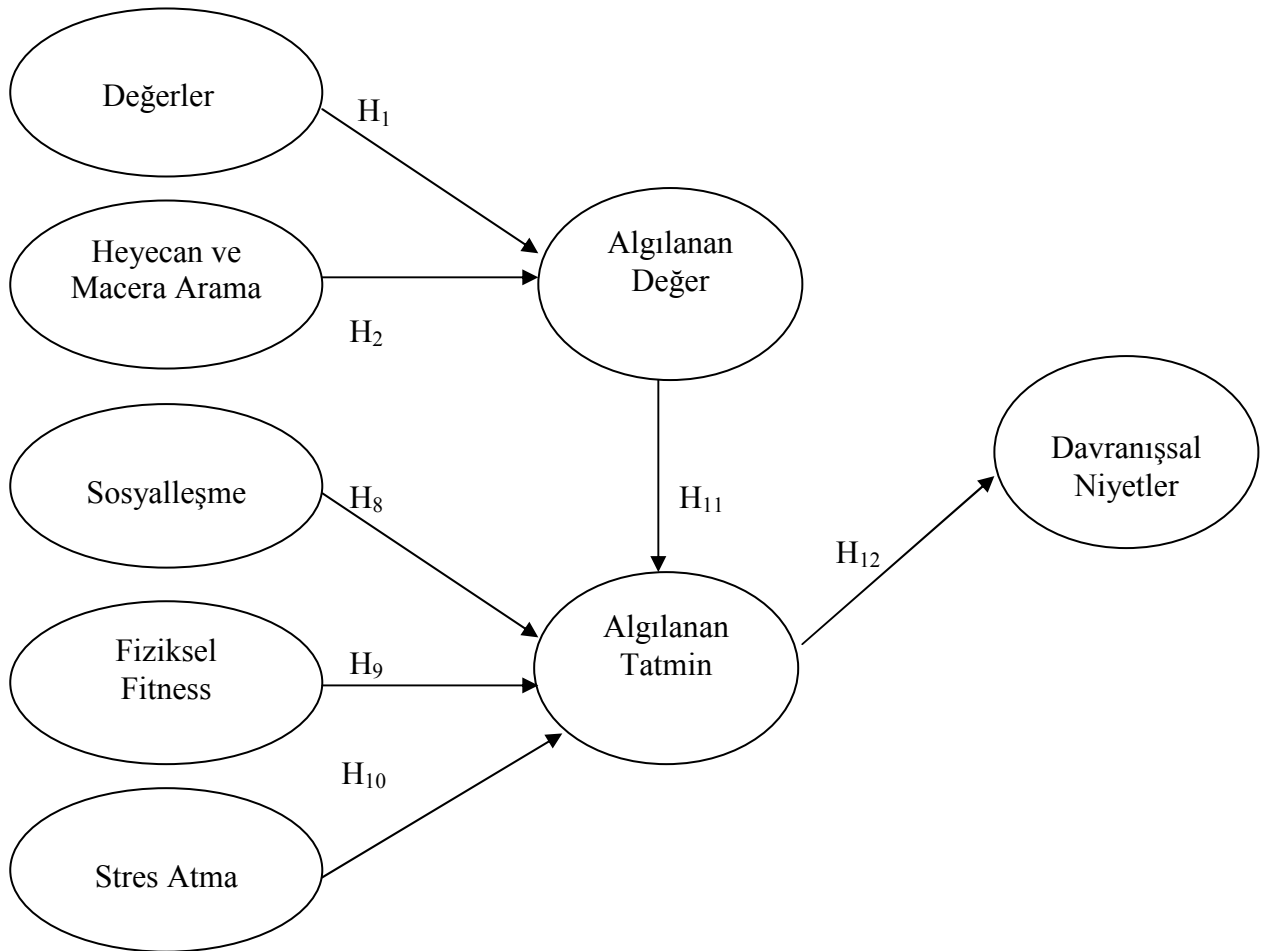 Değerler
H₁
Heyecan ve
Macera Arama
H₂
Algılanan
Değer
Sosyalleşme
H₈
H₁₁
Davranışsal
Niyetler
H₁₂
Fiziksel
Fitness
H₉
Algılanan
Tatmin
H₁₀
Stres Atma